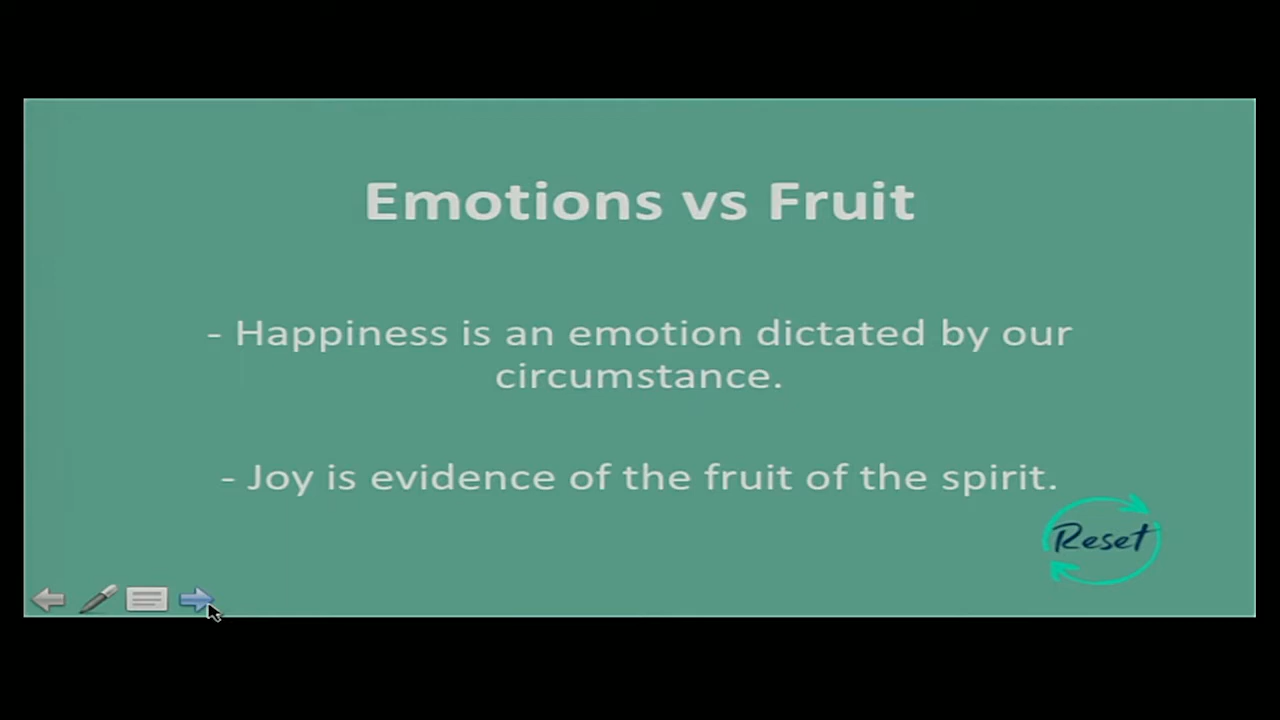 Emotions vs Fruit
- Happiness is an emotion dictated by our
circumstance.
- Joy is evidence of the fruit of the spirit.
Reset